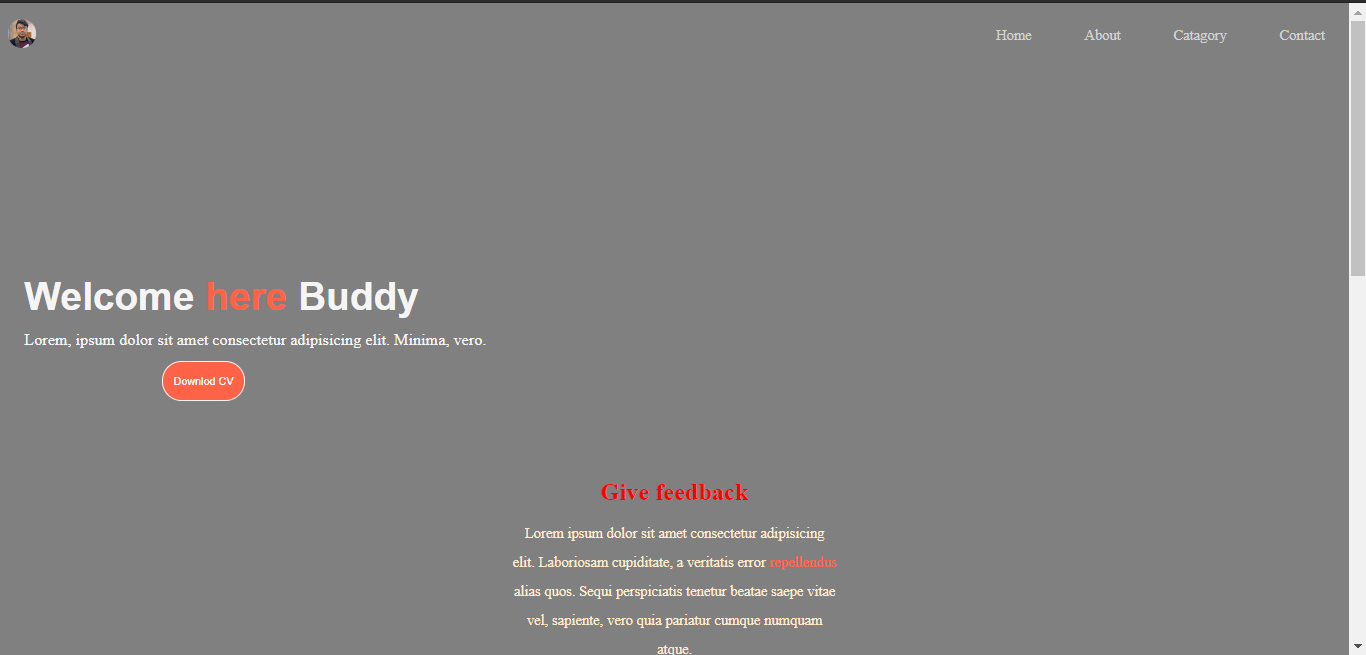 Home About Catagory Contact
Welcome here Buddy
Lorem, ipsum dolor sit amet consectetur adipisicing elit. Minima, vero.
Downlod CV
Give feedback
Lorem ipsum dolor sit amet consectetur adipisicing
elit. Laboriosam cupiditate, a veritatis error repellendus
alias quos. Sequi perspiciatis tenetur beatae saepe vitae
vel, sapiente, vero quia pariatur cumque numquam
atque.